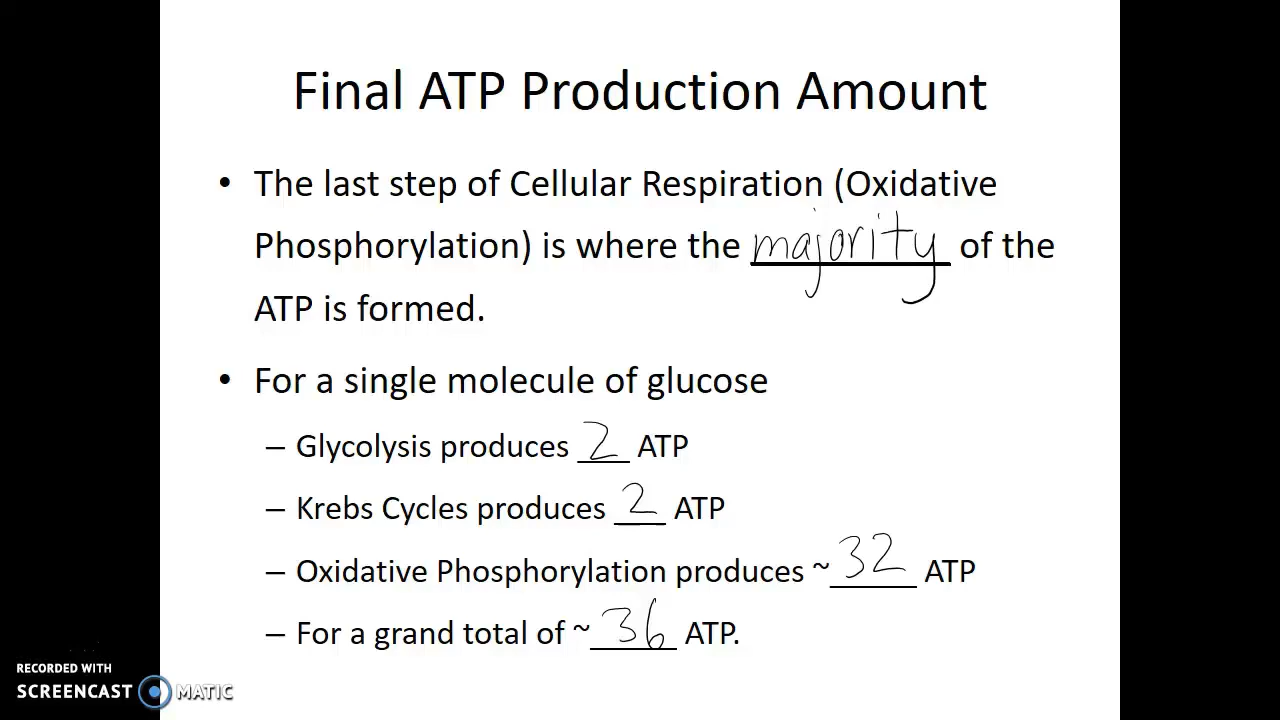 Final ATP Production Amount
• The last step of Cellular Respiration (Oxidative
Phosphorylation) is where the majority of the
ATP is formed.
• For a single molecule of glucose
– Glycolysis produces 2 ATP
– Krebs Cycles produces 2 ATP
– Oxidative Phosphorylation produces ~32 ATP
– For a grand total of ~36 ATP.
RECORDED WITH
SCREENCAST MATIC